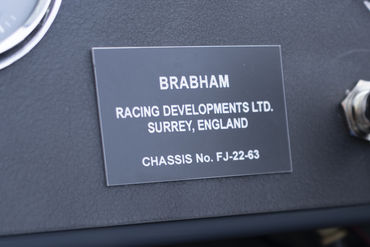 BRABHAM
RACING DEVELOPMENTS LTD.
SURREY, ENGLAND
CHASSIS No. FJ-22-63